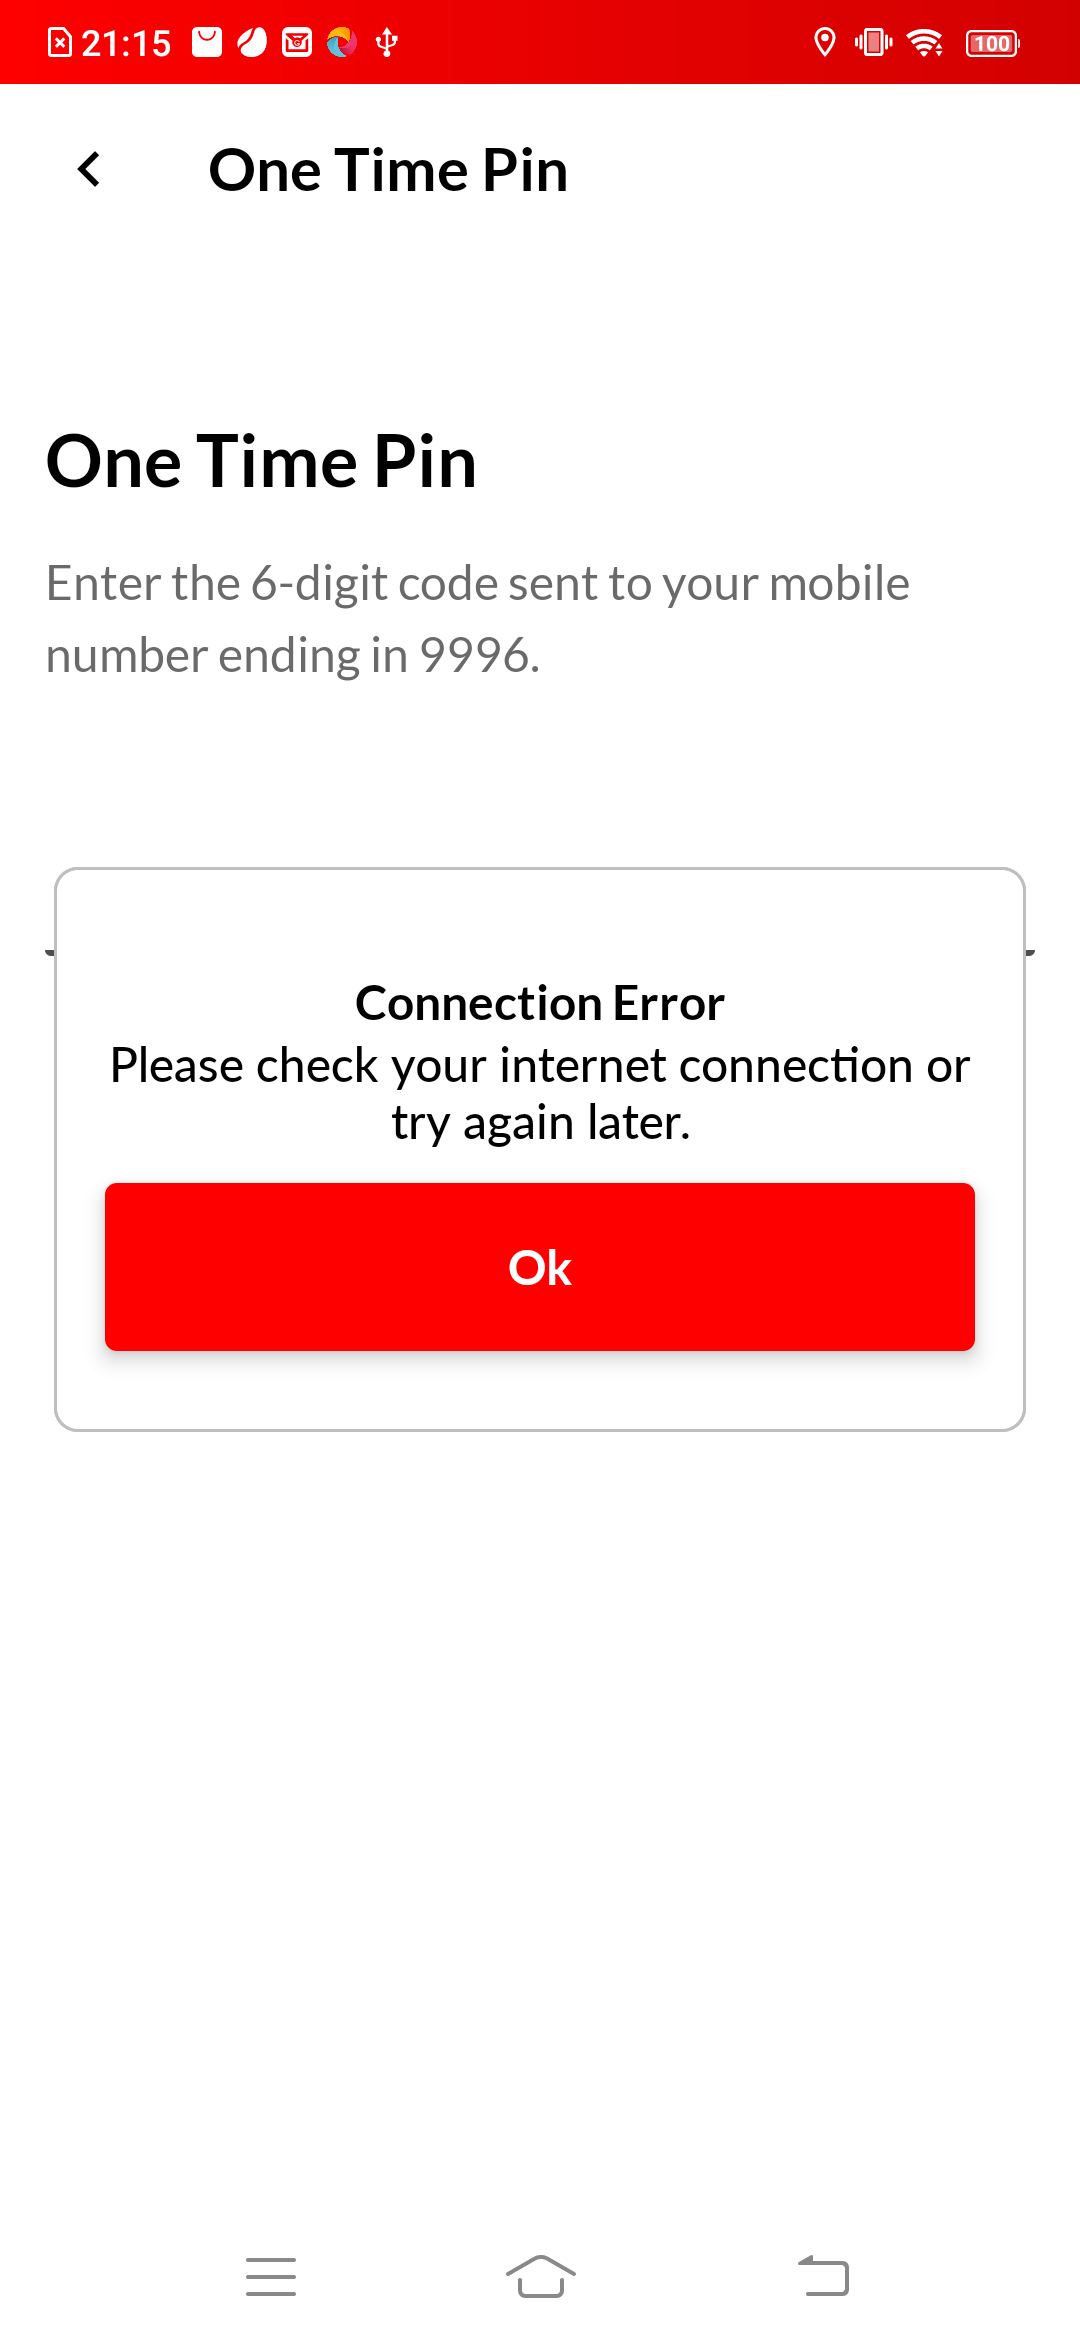 21:15
100
One Time Pin
One Time Pin
Enter the 6-digit code sent to your mobile
number ending in 9996.
Connection Error
Please check your internet connection or
try again later.
Ok